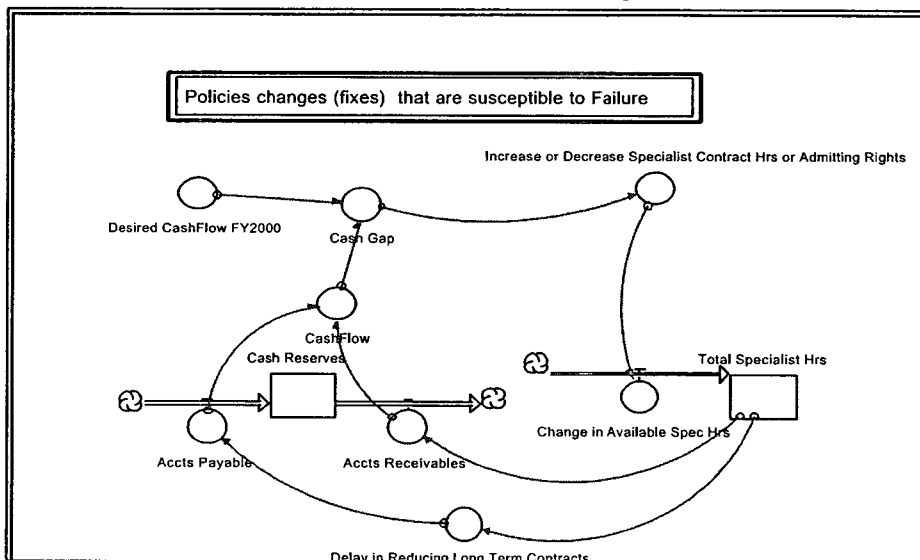 Policies changes (fixes) that are susceptible to Failure
Increase or Decrease Specialist Contract Hrs or Admitting Rights
Desired CashFlow FY2000
Cash Gap
CashFlow
Cash Reserves
Total Specialist Hrs
Change in Available Spec Hrs
Accts Payable
Accts Receivables
Delay in Reducing Long Term Contracts